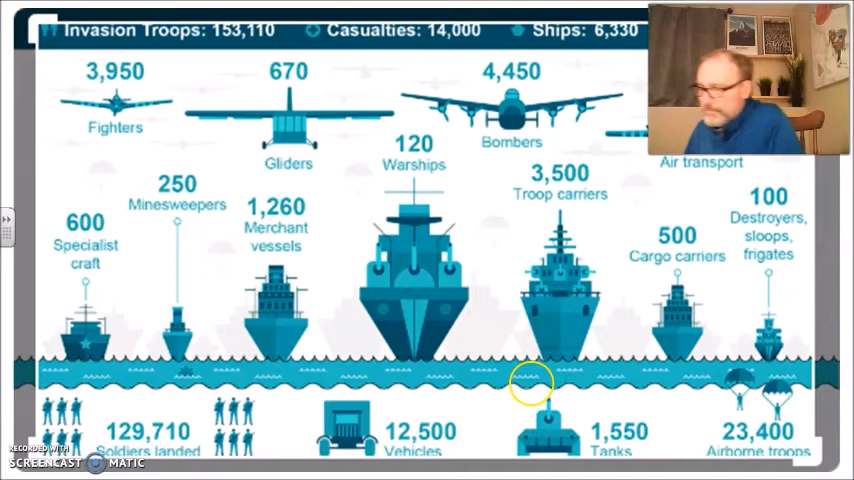 Invasion Troops: 153,110 Casualties: 14,000 Ships: 6,330
3,950
Fighters
670
Gliders
4,450
Bombers
Air transport
120
Warships
3,500
Troop carriers
250
Minesweepers
1,260
Merchant
vessels
600
Specialist
craft
500
Cargo carriers
100
Destroyers,
sloops,
frigates
129,710
Soldiers landed
12,500
Vehicles
1,550
Tanks
23,400
Airborne troops
RECORDED WITH
SCREENCAST MATIC